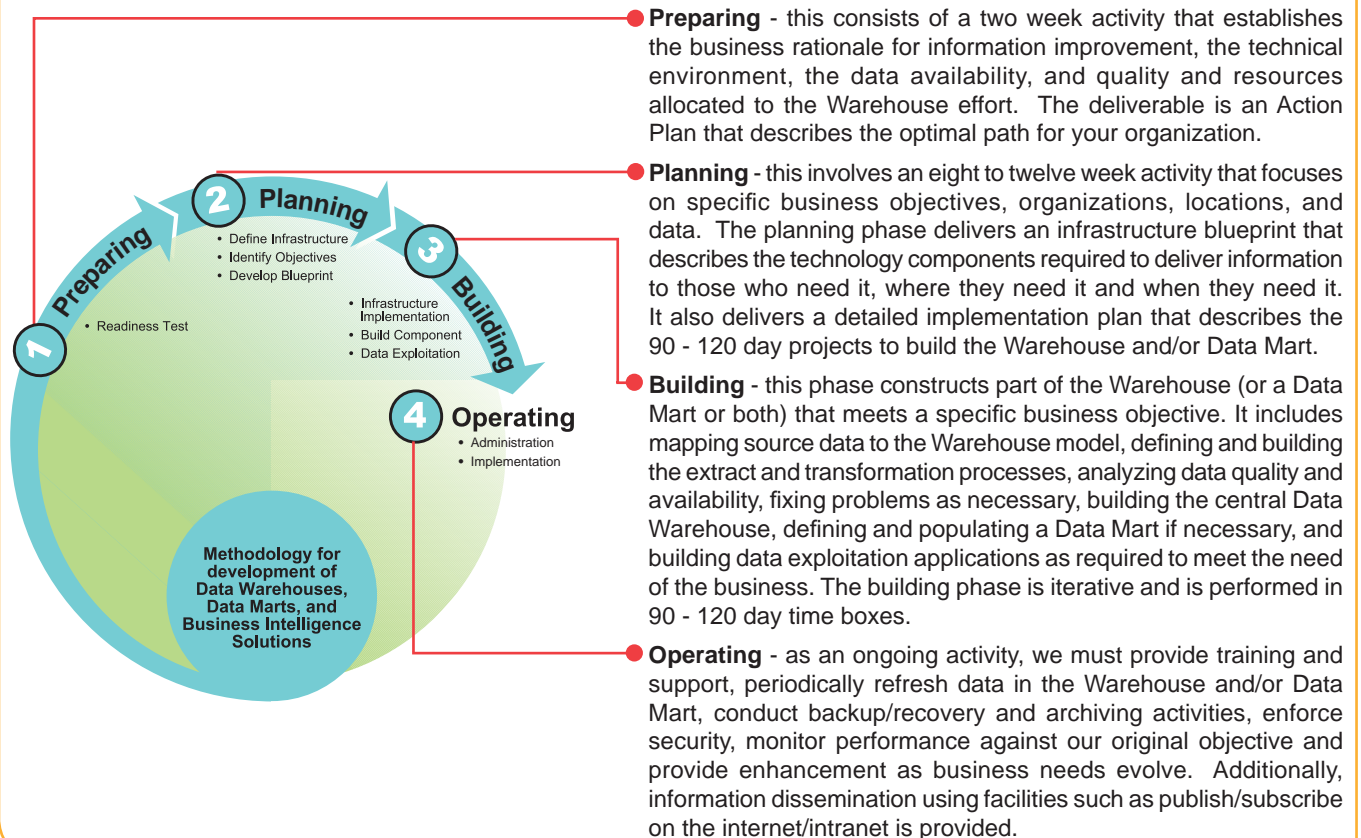 Preparing - this consists of a two week activity that establishes
the business rationale for information improvement, the technical
environment, the data availability, and quality and resources
allocated to the Warehouse effort. The deliverable is an Action
Plan that describes the optimal path for your organization.
Planning - this involves an eight to twelve week activity that focuses
on specific business objectives, organizations, locations, and
data. The planning phase delivers an infrastructure blueprint that
describes the technology components required to deliver information
to those who need it, where they need it and when they need it.
It also delivers a detailed implementation plan that describes the
90 - 120 day projects to build the Warehouse and/or Data Mart.
Building - this phase constructs part of the Warehouse (or a Data
Mart or both) that meets a specific business objective. It includes
mapping source data to the Warehouse model, defining and building
the extract and transformation processes, analyzing data quality and
availability, fixing problems as necessary, building the central Data
Warehouse, defining and populating a Data Mart if necessary, and
building data exploitation applications as required to meet the need
of the business. The building phase is iterative and is performed in
90 - 120 day time boxes.
Operating - as an ongoing activity, we must provide training and
support, periodically refresh data in the Warehouse and/or Data
Mart, conduct backup/recovery and archiving activities, enforce
security, monitor performance against our original objective and
provide enhancement as business needs evolve. Additionally,
information dissemination using facilities such as publish/subscribe
on the internet/intranet is provided.
1
Preparing
• Readiness Test
2
Planning
• Define Infrastructure
• Identify Objectives
• Develop Blueprint
3
Building
• Infrastructure
Implementation
• Build Component
• Data Exploitation
4
Operating
• Administration
• Implementation
Methodology for
development of
Data Warehouses,
Data Marts, and
Business Intelligence
Solutions